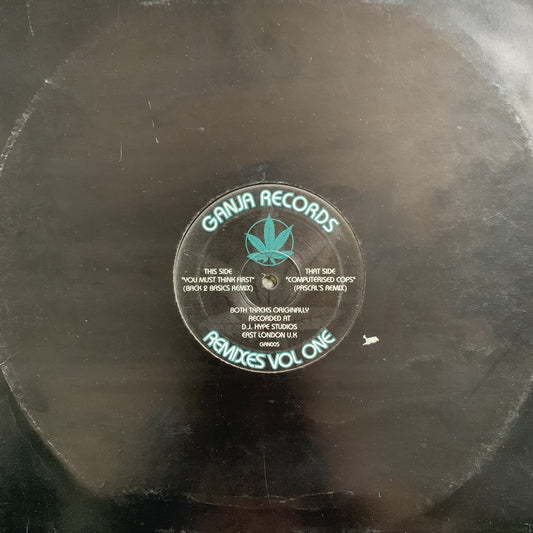 GANJA RECORDS
THIS SIDE
"YOU MUST THINK FIRST"
(BACK 2 BASICS REMIX)
THAT SIDE
"COMPUTERISED COPS"
(PASCAL'S REMIX)
BOTH TRACKS ORIGINALLY
RECORDED AT
D.J. HYPE STUDIOS
EAST LONDON U.K
GAN005
REMIXES VOL ONE